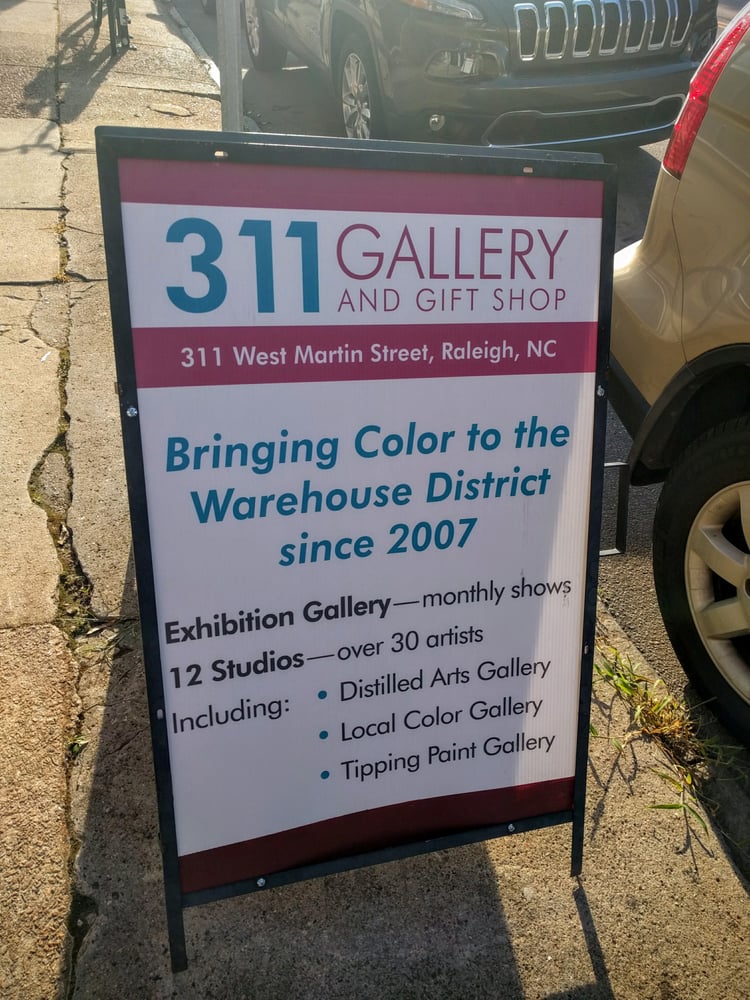 311 GALLERY
AND GIFT SHOP
311 West Martin Street, Raleigh, NC
Bringing Color to the
Warehouse District
since 2007
Exhibition Gallery—monthly shows
12 Studios—over 30 artists
Including: • Distilled Arts Gallery
• Local Color Gallery
• Tipping Paint Gallery